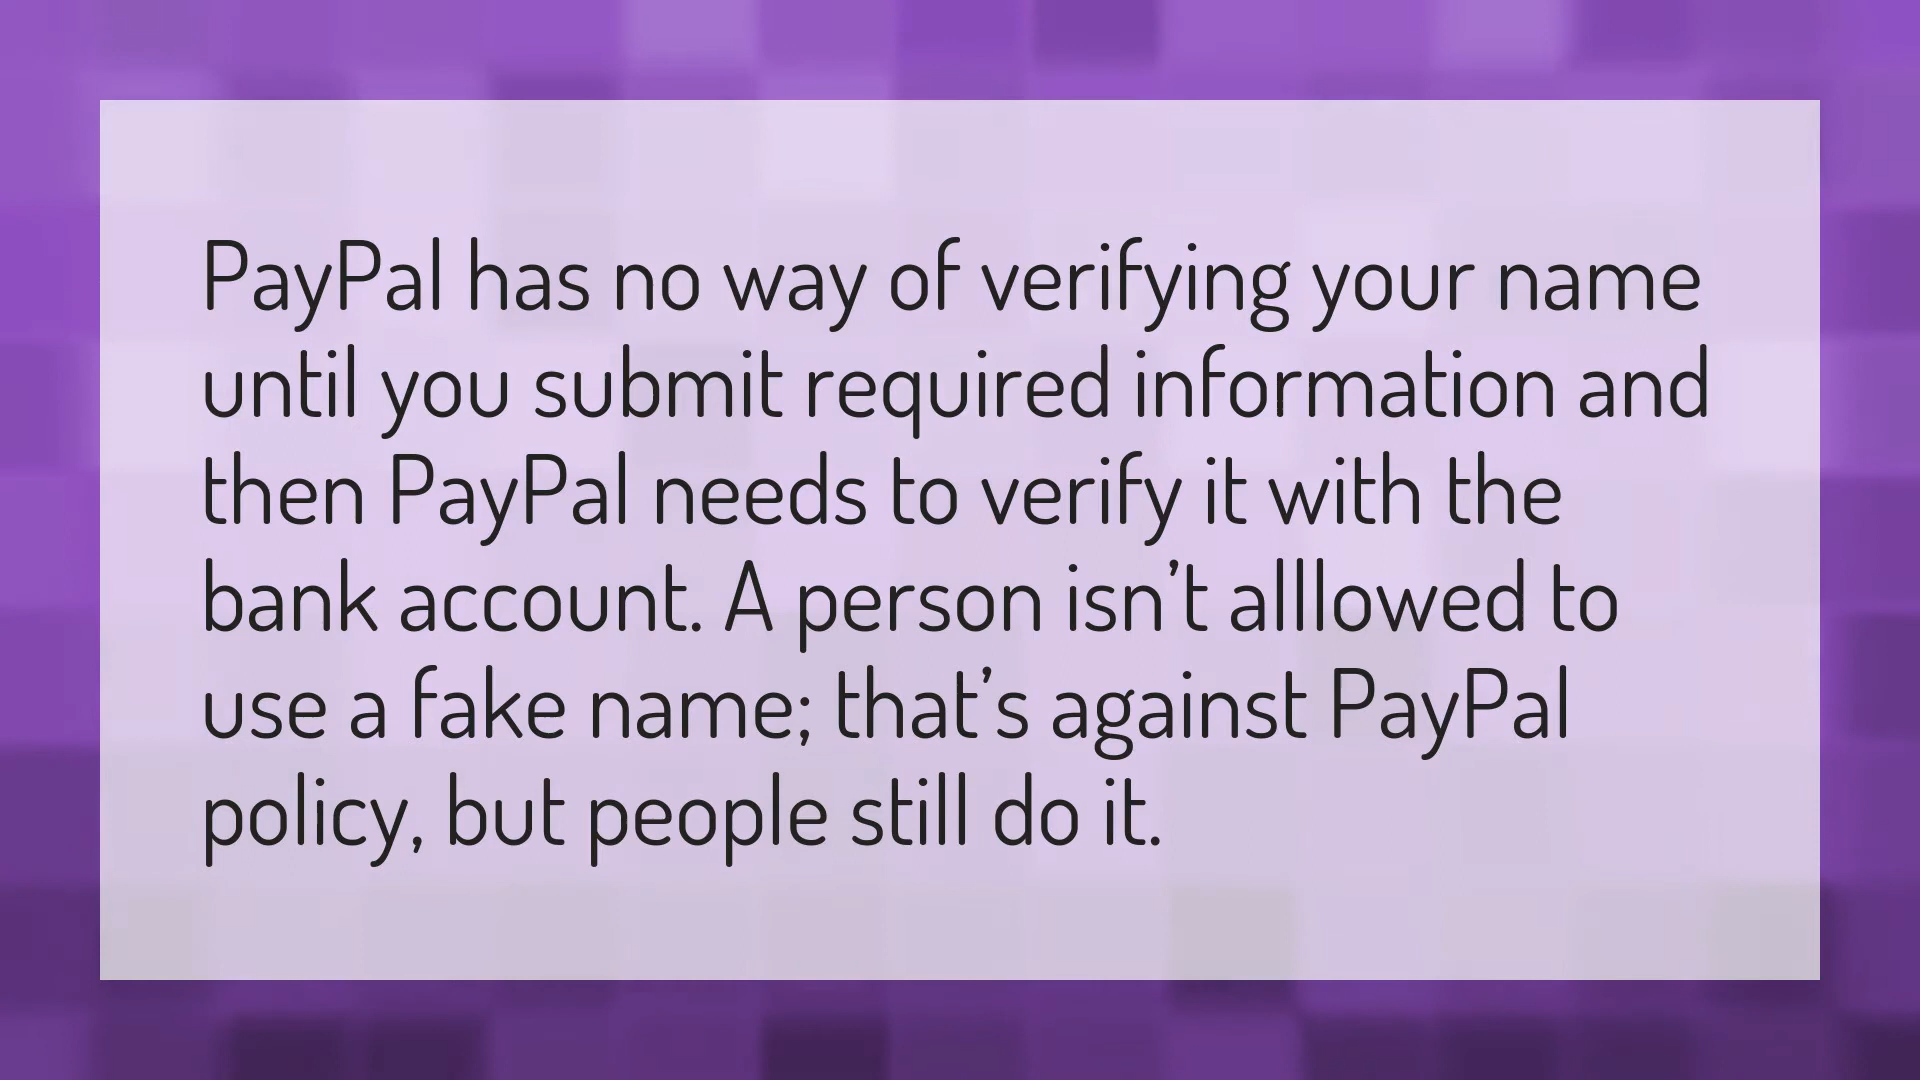 PayPal has no way of verifying your name
until you submit required information and
then PayPal needs to verify it with the
bank account. A person isn’t alllowed to
use a fake name; that’s against PayPal
policy, but people still do it.